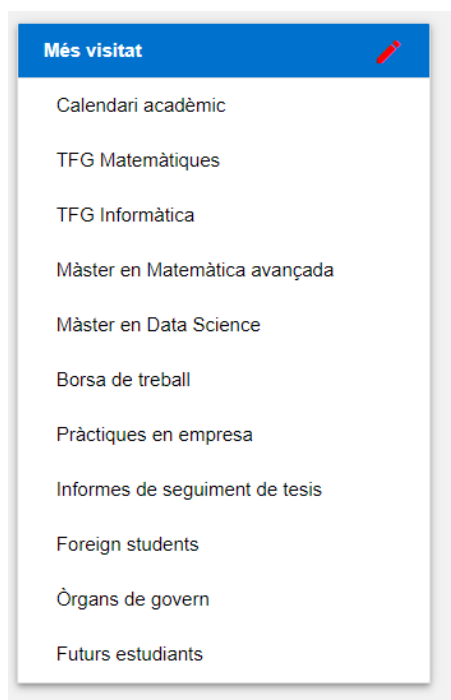 Més visitat
Calendari acadèmic
TFG Matemàtiques
TFG Informàtica
Màster en Matemàtica avançada
Màster en Data Science
Borsa de treball
Pràctiques en empresa
Informes de seguiment de tesis
Foreign students
Òrgans de govern
Futurs estudiants